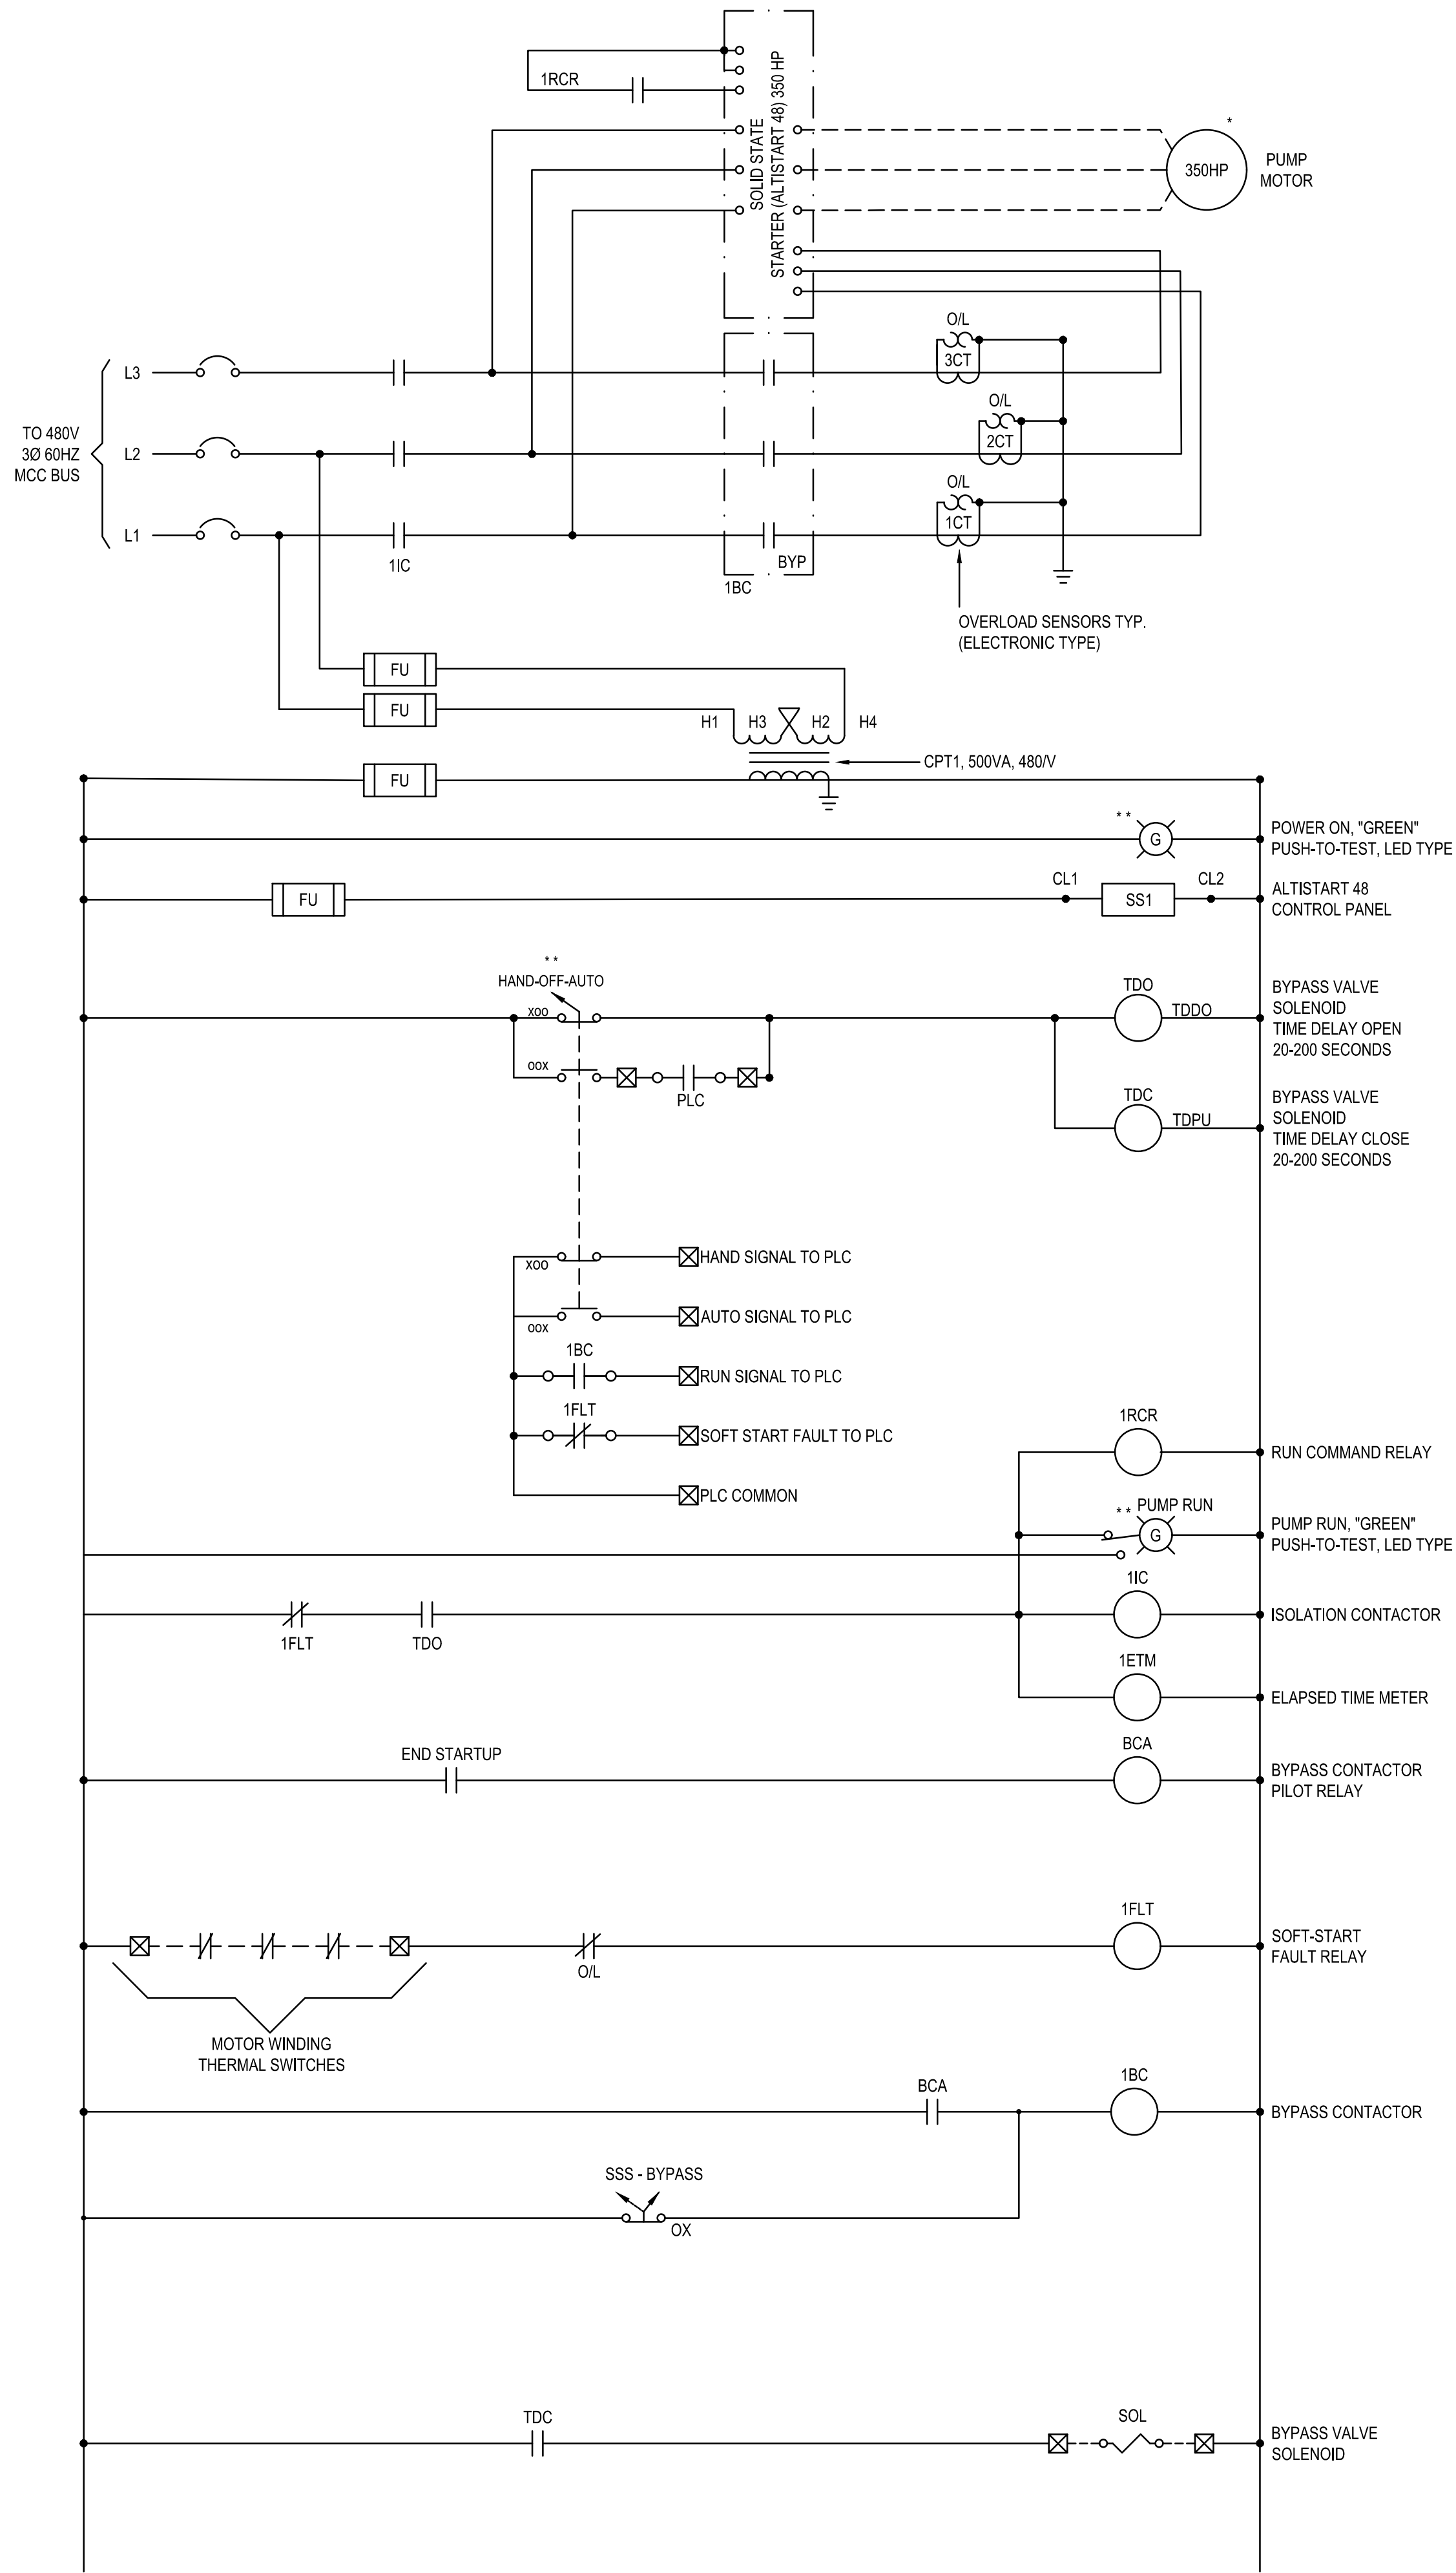 1RCR
SOLID STATE
STARTER (ALTISTART 48) 350 HP
*
350HP
PUMP
MOTOR
O/L
3CT
L3
O/L
2CT
TO 480V
3Ø 60HZ
MCC BUS
L2
O/L
1CT
L1
1IC
BYP
1BC
OVERLOAD SENSORS TYP.
(ELECTRONIC TYPE)
FU
FU
H1
H3
H2
H4
CPT1, 500VA, 480/V
FU
* *
G
POWER ON, "GREEN"
PUSH-TO-TEST, LED TYPE
FU
CL1
SS1
CL2
ALTISTART 48
CONTROL PANEL
* *
HAND-OFF-AUTO
XOO
TDO
TDDO
BYPASS VALVE
SOLENOID
TIME DELAY OPEN
20-200 SECONDS
OOX
PLC
TDC
TDPU
BYPASS VALVE
SOLENOID
TIME DELAY CLOSE
20-200 SECONDS
XOO
HAND SIGNAL TO PLC
OOX
AUTO SIGNAL TO PLC
1BC
RUN SIGNAL TO PLC
1FLT
SOFT START FAULT TO PLC
PLC COMMON
1RCR
RUN COMMAND RELAY
* * PUMP RUN
G
PUMP RUN, "GREEN"
PUSH-TO-TEST, LED TYPE
1FLT
TDO
1IC
ISOLATION CONTACTOR
1ETM
ELAPSED TIME METER
END STARTUP
BCA
BYPASS CONTACTOR
PILOT RELAY
MOTOR WINDING
THERMAL SWITCHES
O/L
1FLT
SOFT-START
FAULT RELAY
BCA
1BC
BYPASS CONTACTOR
SSS - BYPASS
OX
TDC
SOL
BYPASS VALVE
SOLENOID